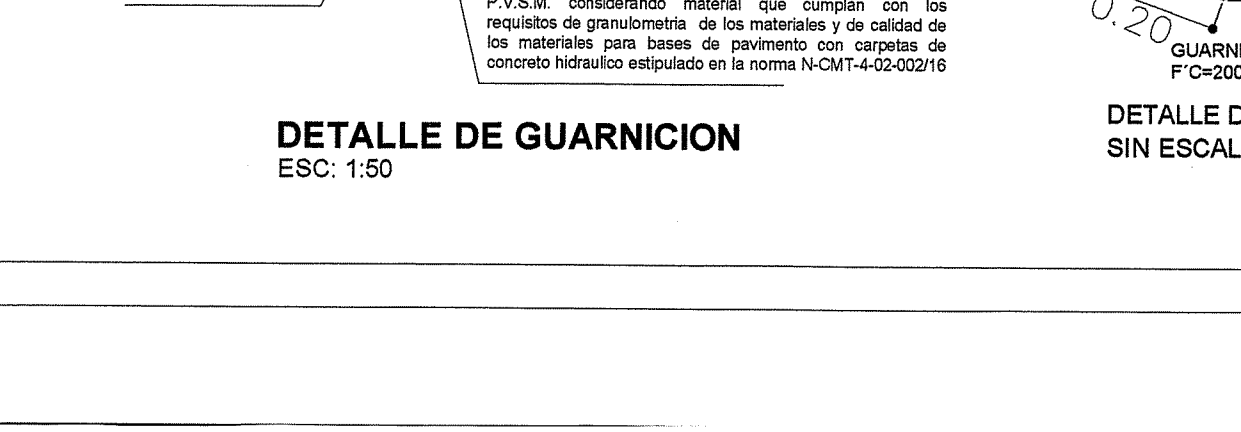 P.V.S.M. considerando material que cumplan con los
requisitos de granulometria de los materiales y de calidad de
los materiales para bases de pavimento con carpetas de
concreto hidraulico estipulado en la norma N-CMT-4-02-002/16
DETALLE DE GUARNICION
ESC: 1:50
0.20
GUARNI
F´C=200
DETALLE D
SIN ESCAL